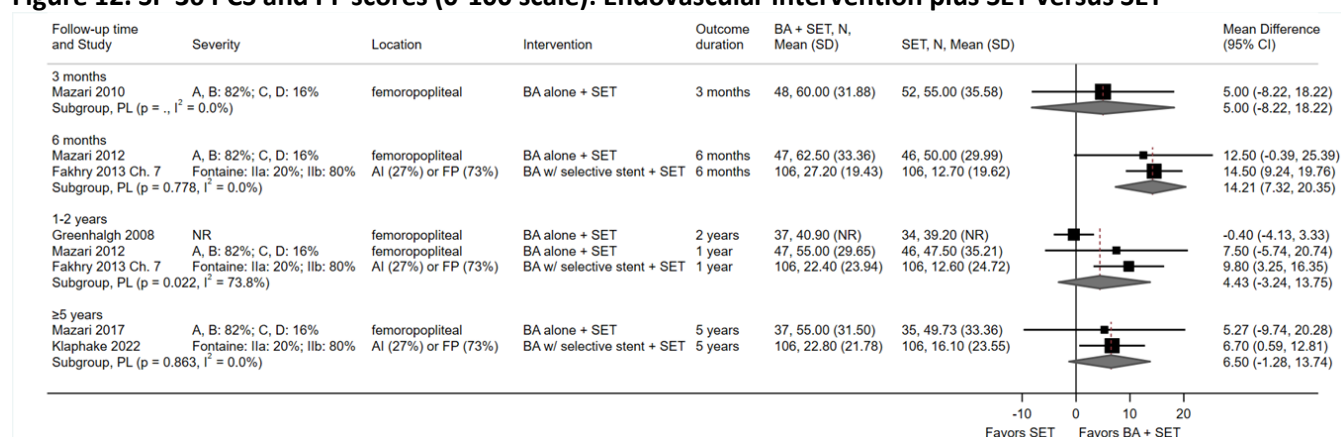 Figure 12. SF-36 PCS and PF scores (0-100 scale): Endovascular intervention plus SET versus SET
Follow-up time and Study Severity Location Intervention Outcome duration BA + SET, N, Mean (SD) SET, N, Mean (SD) Mean Difference (95% CI)
3 months
Mazari 2010 A, B: 82%; C, D: 16% femoropopliteal BA alone + SET 3 months 48, 60.00 (31.88) 52, 55.00 (35.58) 5.00 (-8.22, 18.22)
Subgroup, PL (p = ., I² = 0.0%) 5.00 (-8.22, 18.22)
6 months
Mazari 2012 A, B: 82%; C, D: 16% femoropopliteal BA alone + SET 6 months 47, 62.50 (33.36) 46, 50.00 (29.99) 12.50 (-0.39, 25.39)
Fakhry 2013 Ch. 7 Fontaine: IIa: 20%; IIb: 80% AI (27%) or FP (73%) BA w/ selective stent + SET 6 months 106, 27.20 (19.43) 106, 12.70 (19.62) 14.50 (9.24, 19.76)
Subgroup, PL (p = 0.778, I² = 0.0%) 14.21 (7.32, 20.35)
1-2 years
Greenhalgh 2008 NR femoropopliteal BA alone + SET 2 years 37, 40.90 (NR) 34, 39.20 (NR) -0.40 (-4.13, 3.33)
Mazari 2012 A, B: 82%; C, D: 16% femoropopliteal BA alone + SET 1 year 47, 55.00 (29.65) 46, 47.50 (35.21) 7.50 (-5.74, 20.74)
Fakhry 2013 Ch. 7 Fontaine: IIa: 20%; IIb: 80% AI (27%) or FP (73%) BA w/ selective stent + SET 1 year 106, 22.40 (23.94) 106, 12.60 (24.72) 9.80 (3.25, 16.35)
Subgroup, PL (p = 0.022, I² = 73.8%) 4.43 (-3.24, 13.75)
≥5 years
Mazari 2017 A, B: 82%; C, D: 16% femoropopliteal BA alone + SET 5 years 37, 55.00 (31.50) 35, 49.73 (33.36) 5.27 (-9.74, 20.28)
Klaphake 2022 Fontaine: IIa: 20%; IIb: 80% AI (27%) or FP (73%) BA w/ selective stent + SET 5 years 106, 22.80 (21.78) 106, 16.10 (23.55) 6.70 (0.59, 12.81)
Subgroup, PL (p = 0.863, I² = 0.0%) 6.50 (-1.28, 13.74)
-10 0 10 20
Favors SET Favors BA + SET